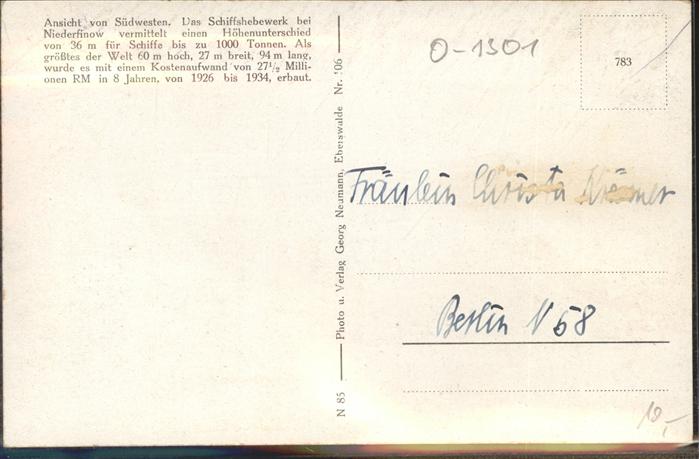 Ansicht von Südwesten. Das Schiffshebewerk bei
Niederfinow vermittelt einen Höhenunterschied
von 36 m für Schiffe bis zu 1000 Tonnen. Als
größtes der Welt 60 m hoch, 27 m breit, 94 m lang,
wurde es mit einem Kostenaufwand von 27½ Milli-
onen RM in 8 Jahren, von 1926 bis 1934, erbaut.
N 85 — Photo u. Verlag Georg Neumann, Eberswalde Nr. 106 —
O-1301
783
Fräulein Christa
Berlin N 58
10,-